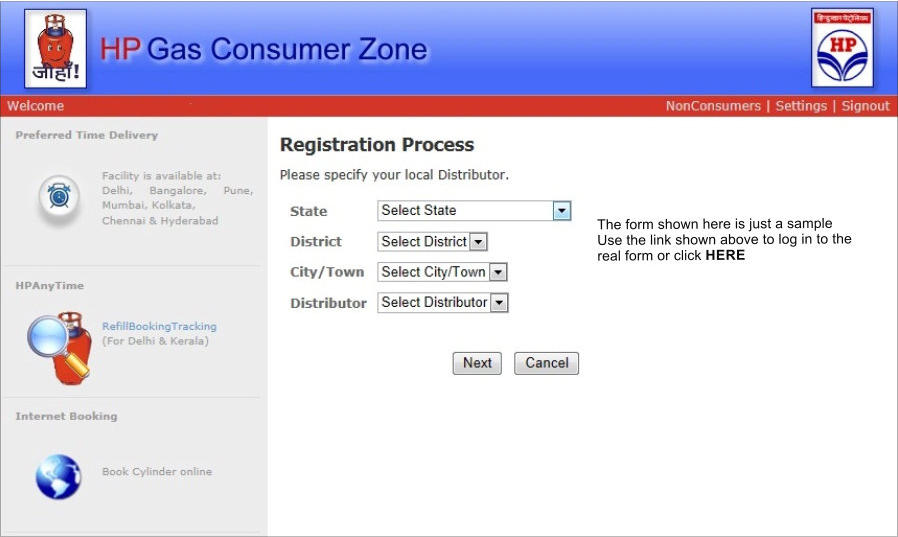 जीहाँ!
HP Gas Consumer Zone
हिन्दुस्तान पेट्रोलियम
HP
Welcome
NonConsumers | Settings | Signout
Preferred Time Delivery
Facility is available at:
Delhi, Bangalore, Pune,
Mumbai, Kolkata,
Chennai & Hyderabad
HPAnyTime
RefillBookingTracking
(For Delhi & Kerala)
Internet Booking
Book Cylinder online
Registration Process
Please specify your local Distributor.
State Select State
District Select District
City/Town Select City/Town
Distributor Select Distributor
The form shown here is just a sample
Use the link shown above to log in to the
real form or click HERE
Next Cancel